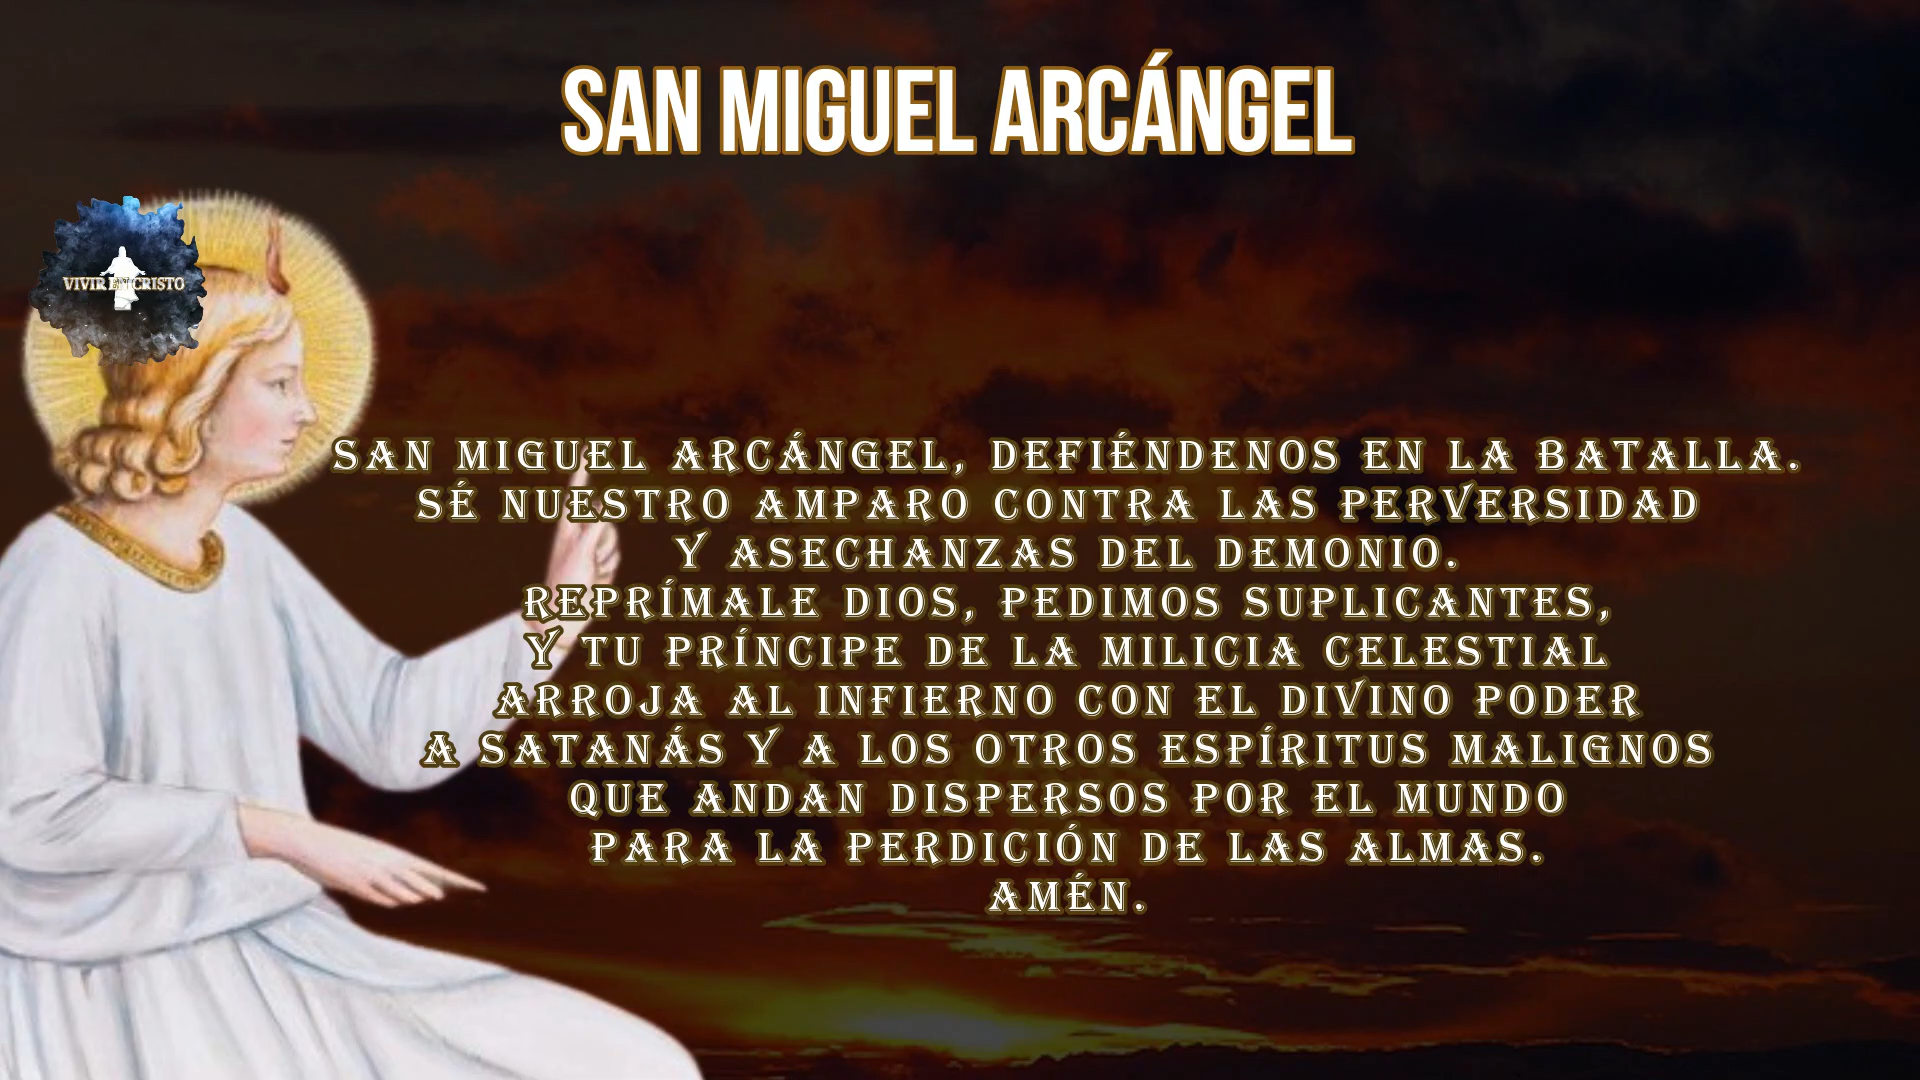 SAN MIGUEL ARCÁNGEL
VIVIR EN CRISTO
SAN MIGUEL ARCÁNGEL, DEFIÉNDENOS EN LA BATALLA.
SÉ NUESTRO AMPARO CONTRA LAS PERVERSIDAD
Y ASECHANZAS DEL DEMONIO.
REPRÍMALE DIOS, PEDIMOS SUPLICANTES,
Y TU PRÍNCIPE DE LA MILICIA CELESTIAL
ARROJA AL INFIERNO CON EL DIVINO PODER
A SATANÁS Y A LOS OTROS ESPÍRITUS MALIGNOS
QUE ANDAN DISPERSOS POR EL MUNDO
PARA LA PERDICIÓN DE LAS ALMAS.
AMÉN.